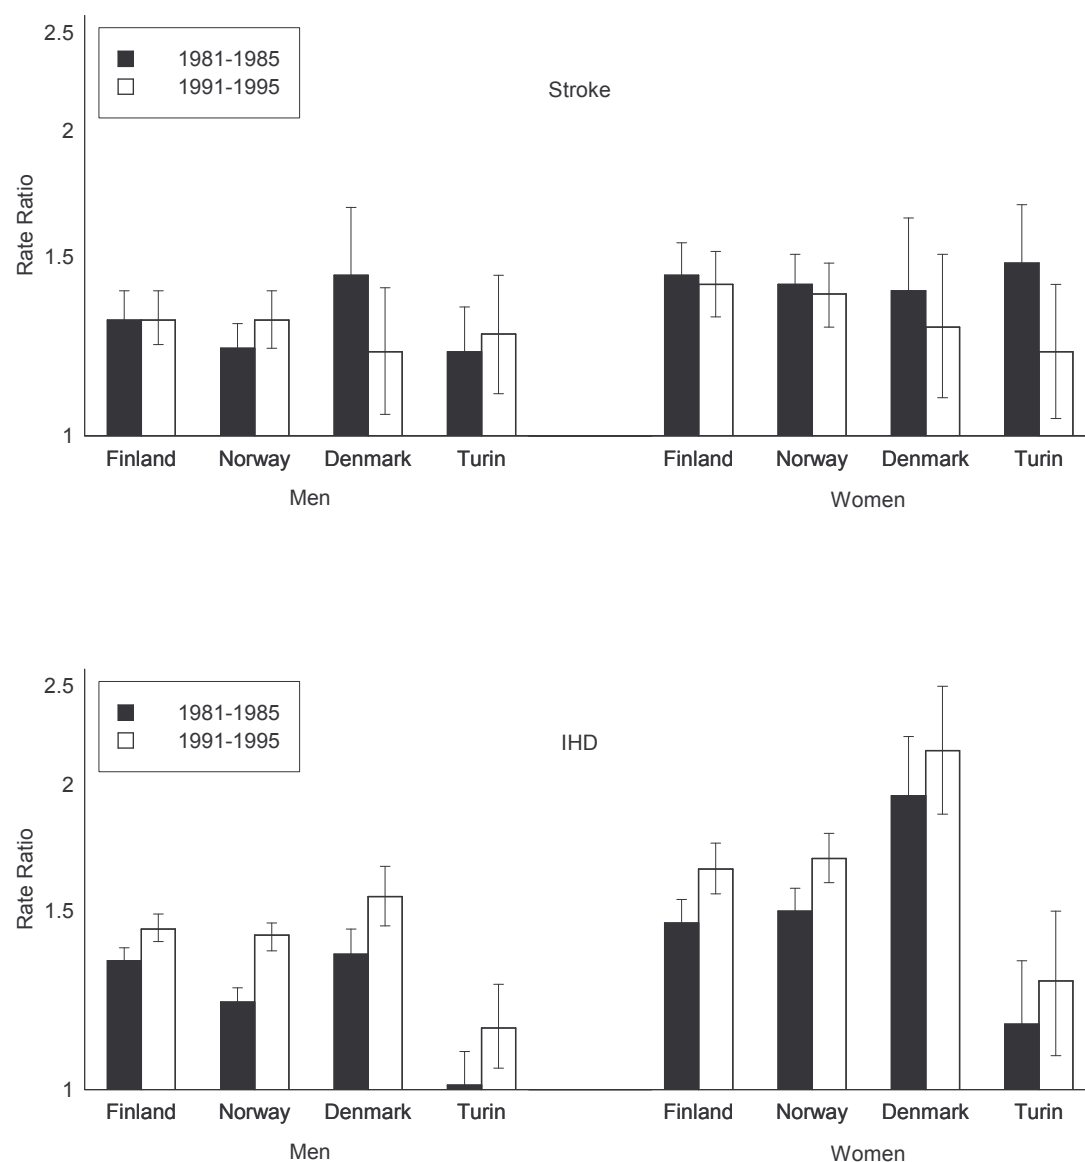 2.5
1981-1985
1991-1995
Stroke
2
Rate Ratio
1.5
1
Finland Norway Denmark Turin Finland Norway Denmark Turin
Men Women
2.5
1981-1985
1991-1995
IHD
2
Rate Ratio
1.5
1
Finland Norway Denmark Turin Finland Norway Denmark Turin
Men Women